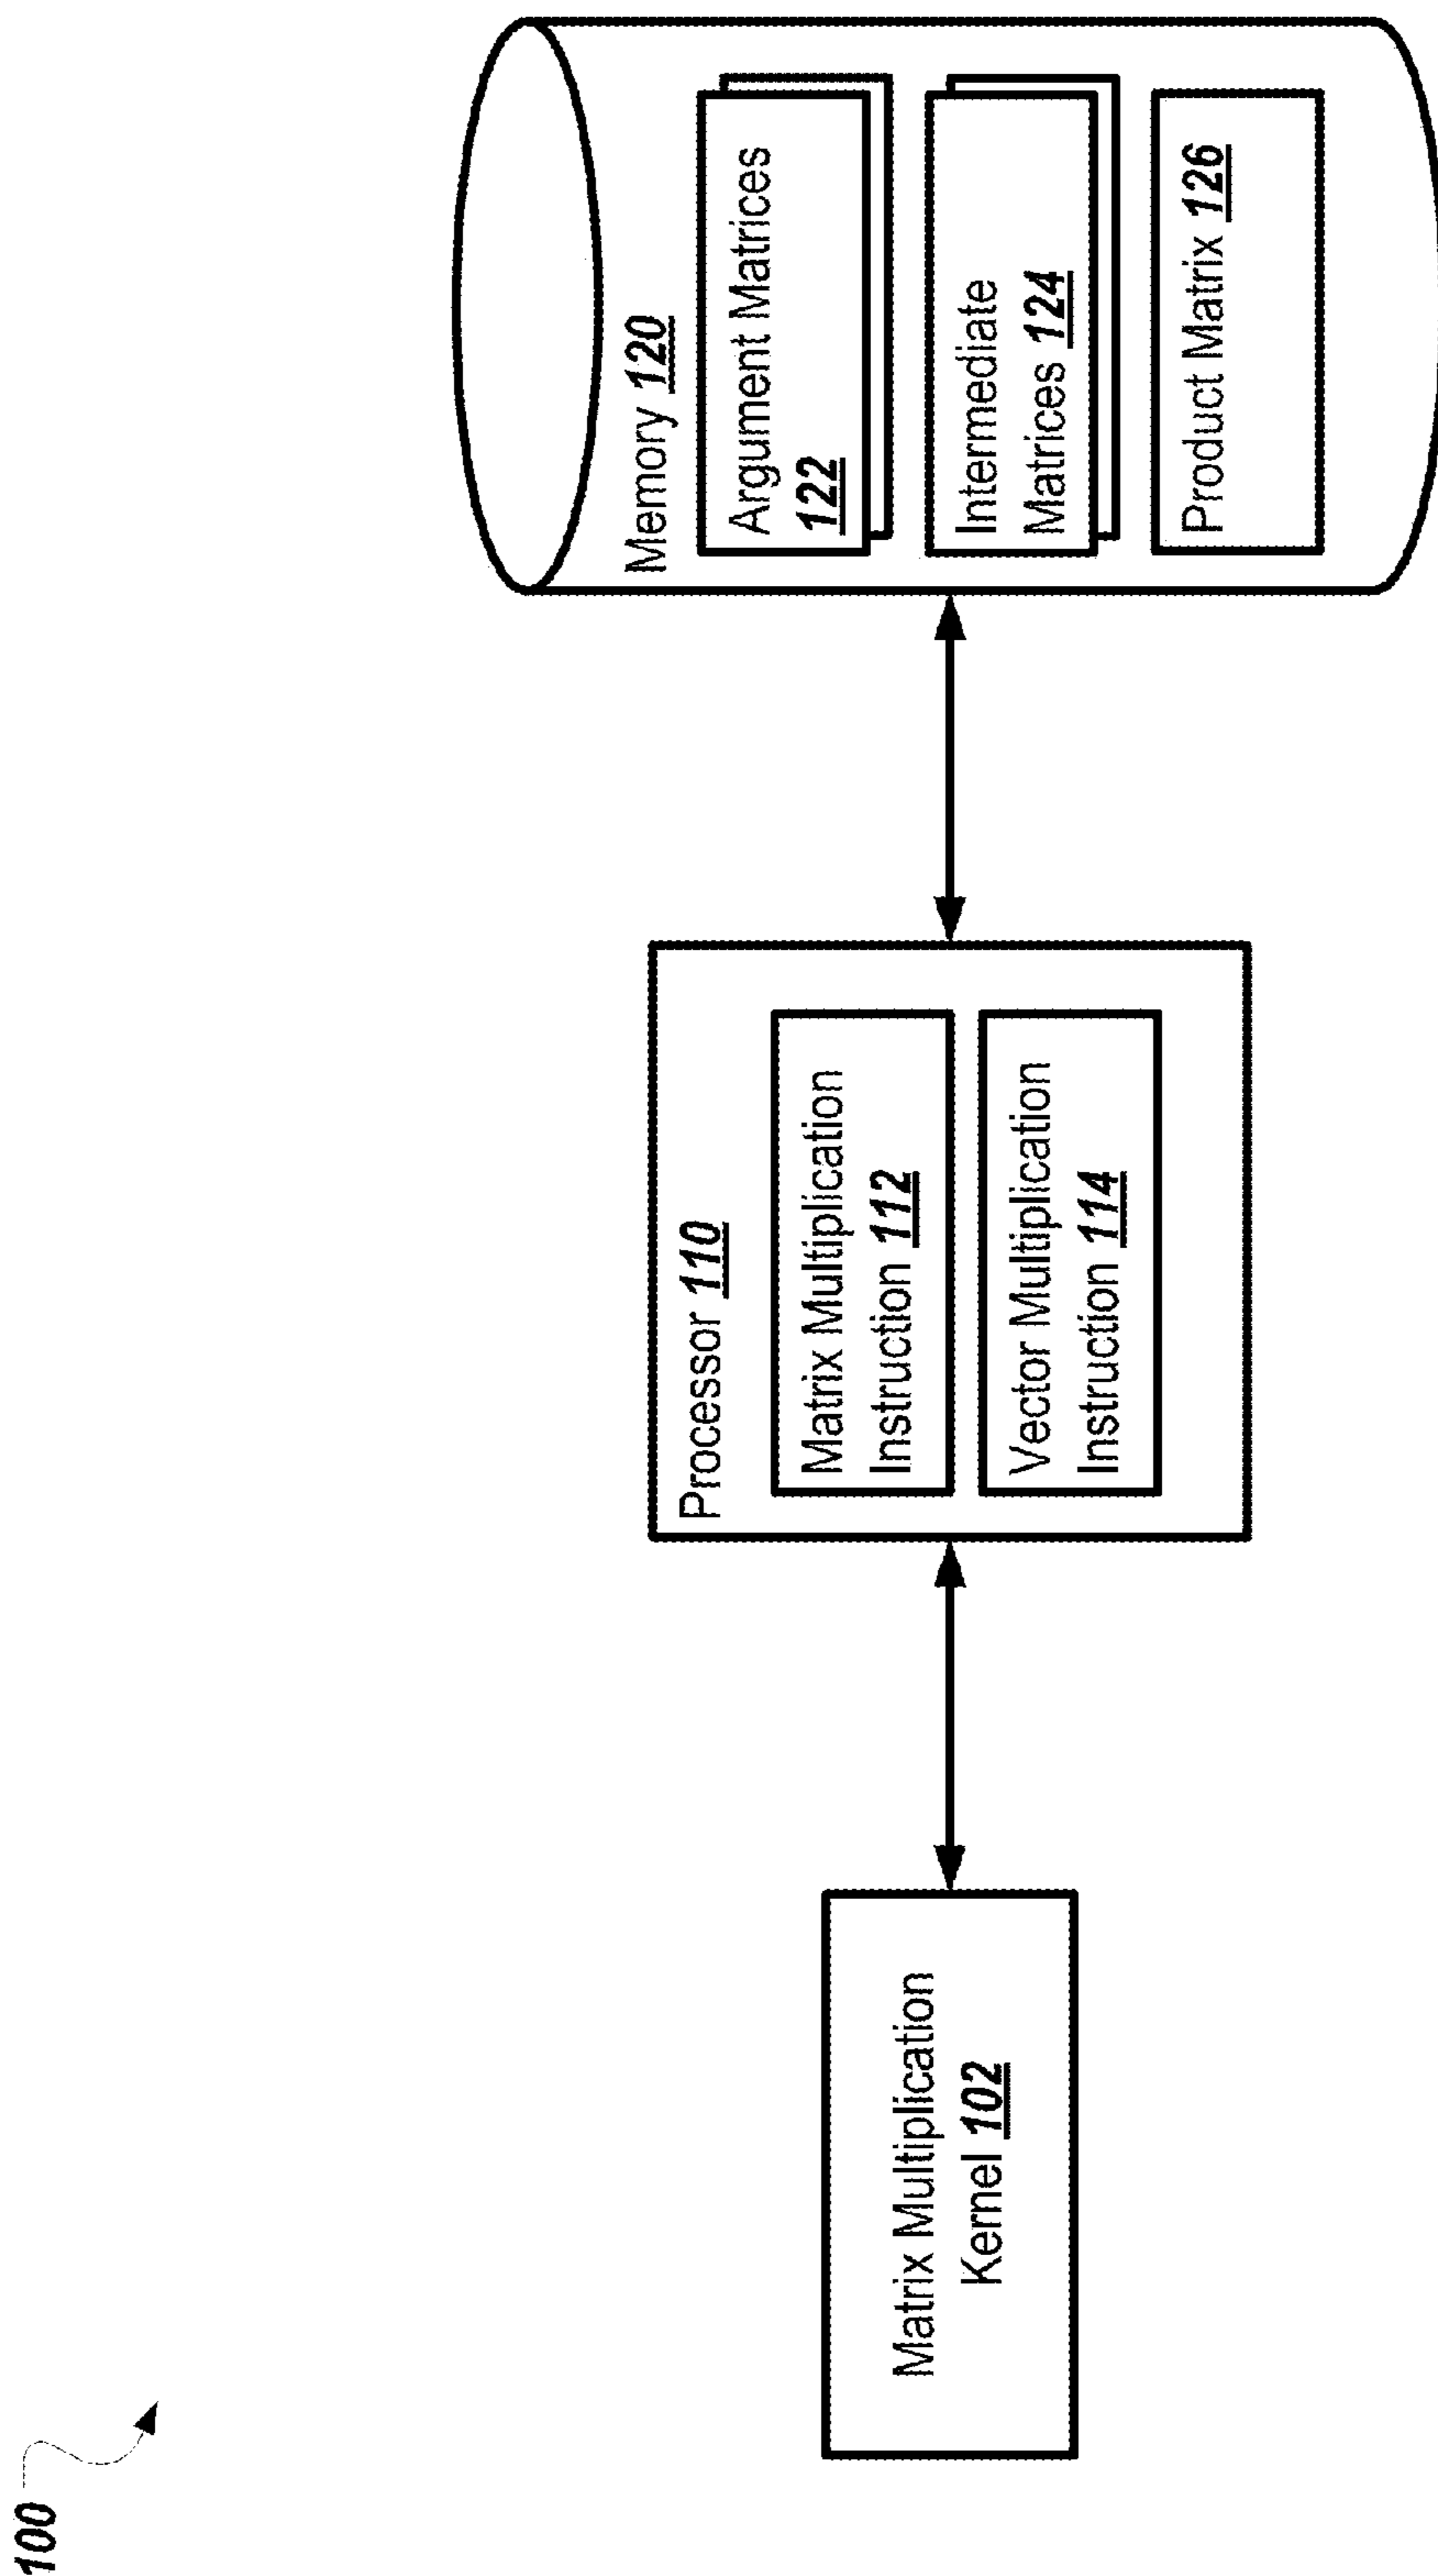 100
Matrix Multiplication
Kernel 102
Processor 110
Matrix Multiplication
Instruction 112
Vector Multiplication
Instruction 114
Memory 120
Argument Matrices
122
Intermediate
Matrices 124
Product Matrix 126